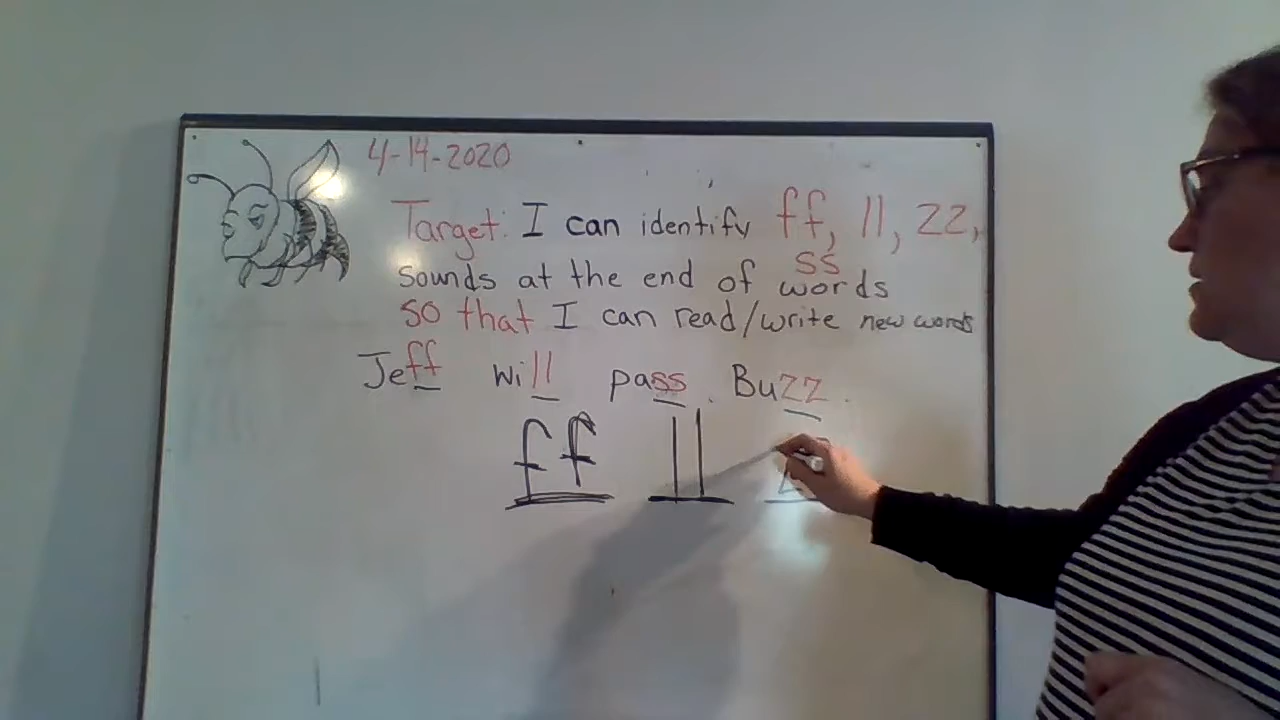 4-14-2020
Target: I can identify ff, ll, zz,
ss
sounds at the end of words
so that I can read/write new words
Jeff Will pass. Buzz.
ff ll